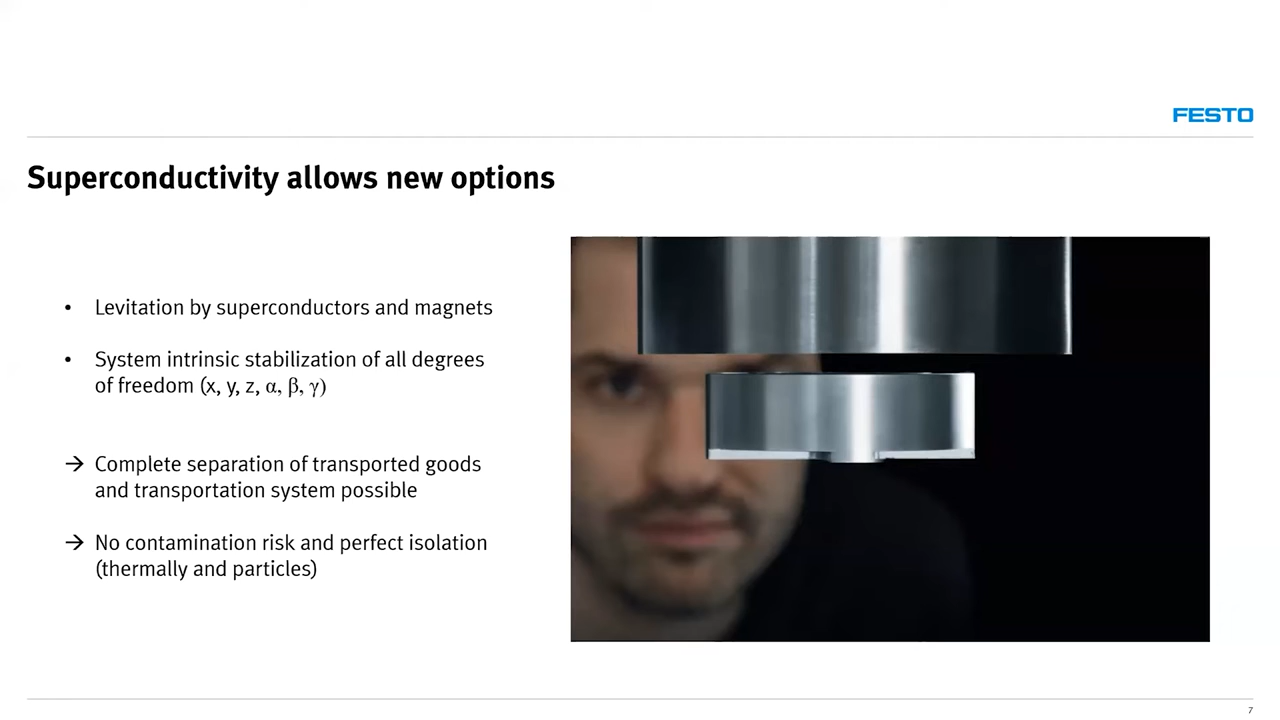 FESTO
Superconductivity allows new options
• Levitation by superconductors and magnets
• System intrinsic stabilization of all degrees
of freedom (x, y, z, α, β, γ)
→ Complete separation of transported goods
and transportation system possible
→ No contamination risk and perfect isolation
(thermally and particles)
7